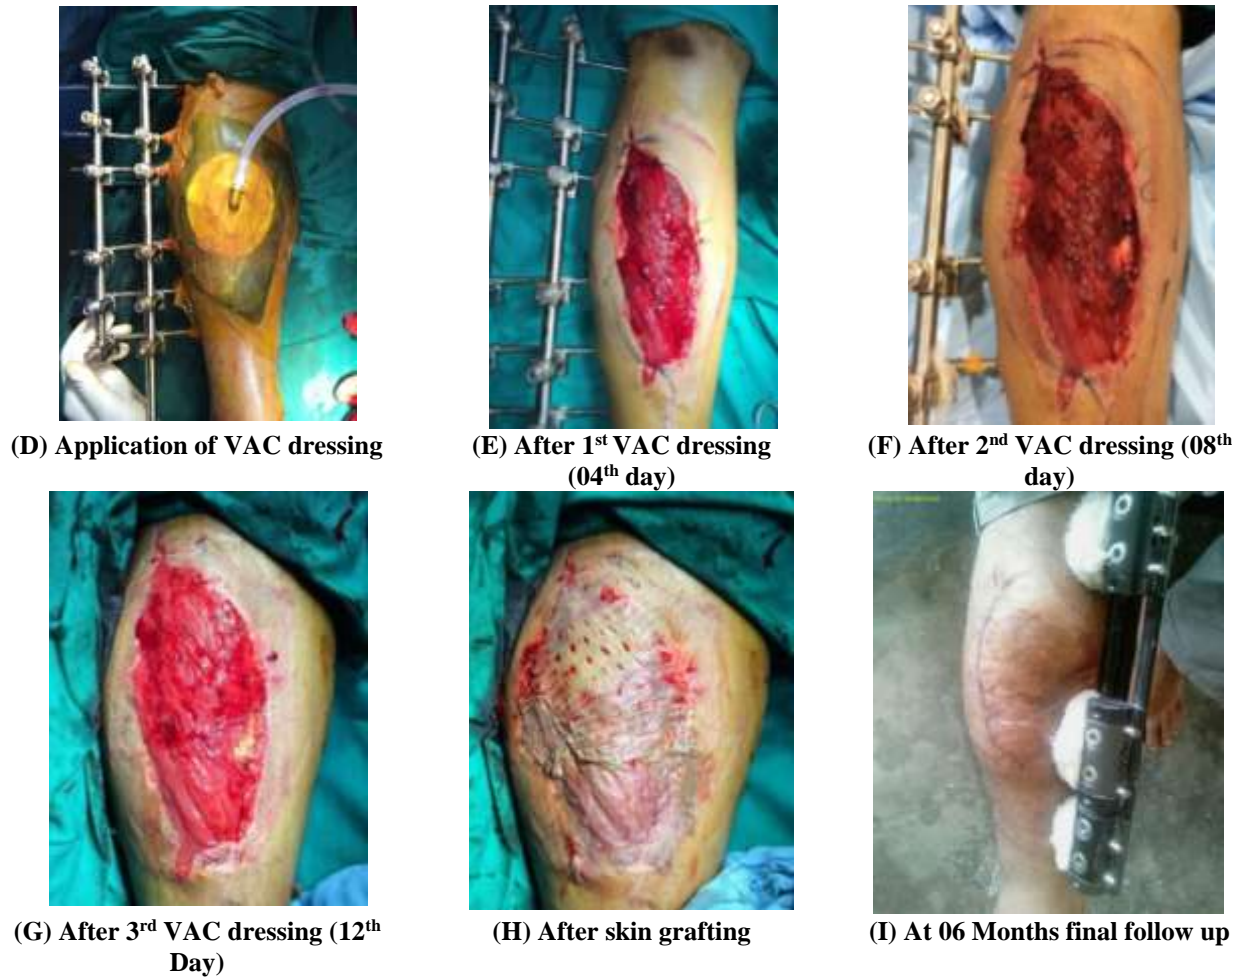 (D) Application of VAC dressing
(E) After 1st VAC dressing
(04th day)
(F) After 2nd VAC dressing (08th
day)
(G) After 3rd VAC dressing (12th
Day)
(H) After skin grafting
(I) At 06 Months final follow up